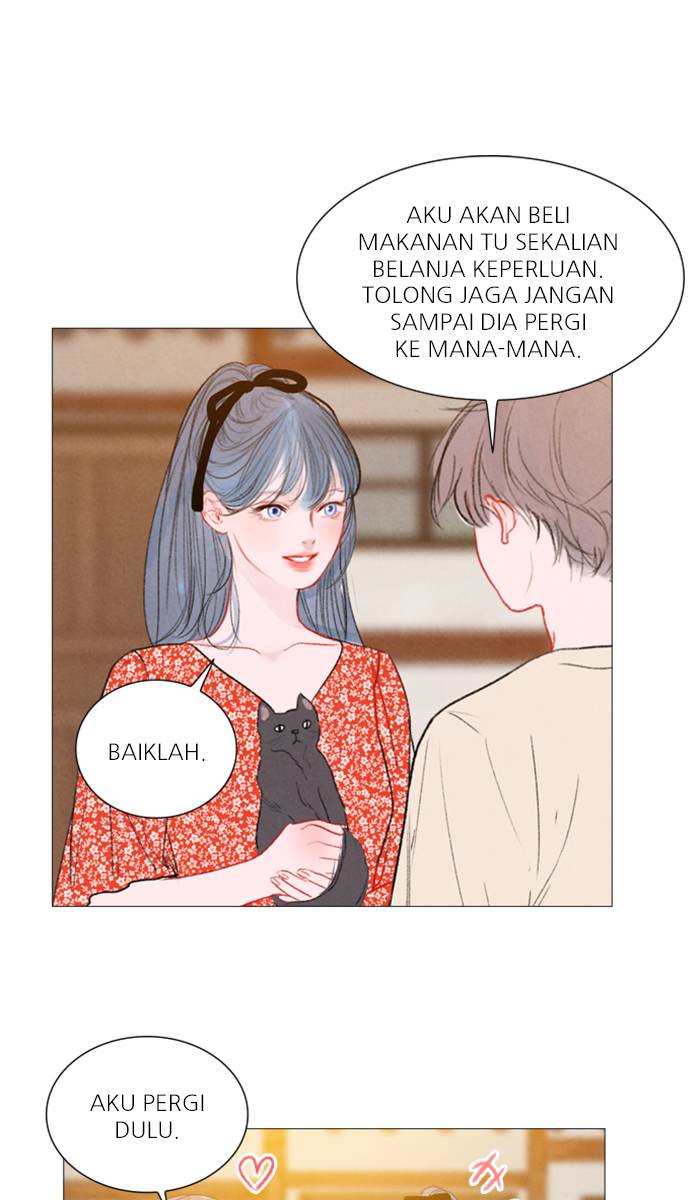 AKU AKAN BELI
MAKANAN TU SEKALIAN
BELANJA KEPERLUAN.
TOLONG JAGA JANGAN
SAMPAI DIA PERGI
KE MANA-MANA.
BAIKLAH.
AKU PERGI
DULU.